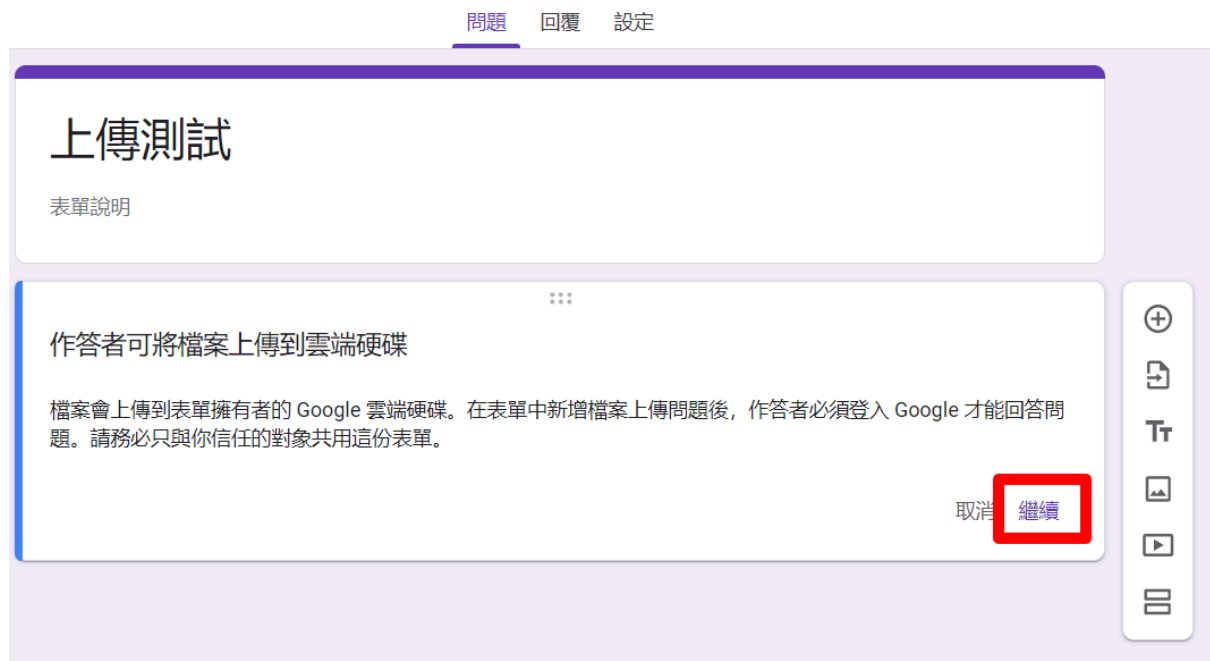 問題 回覆 設定
上傳測試
表單說明
作答者可將檔案上傳到雲端硬碟
檔案會上傳到表單擁有者的 Google 雲端硬碟。在表單中新增檔案上傳問題後，作答者必須登入 Google 才能回答問
題。請務必只與你信任的對象共用這份表單。
取消 繼續
Tт